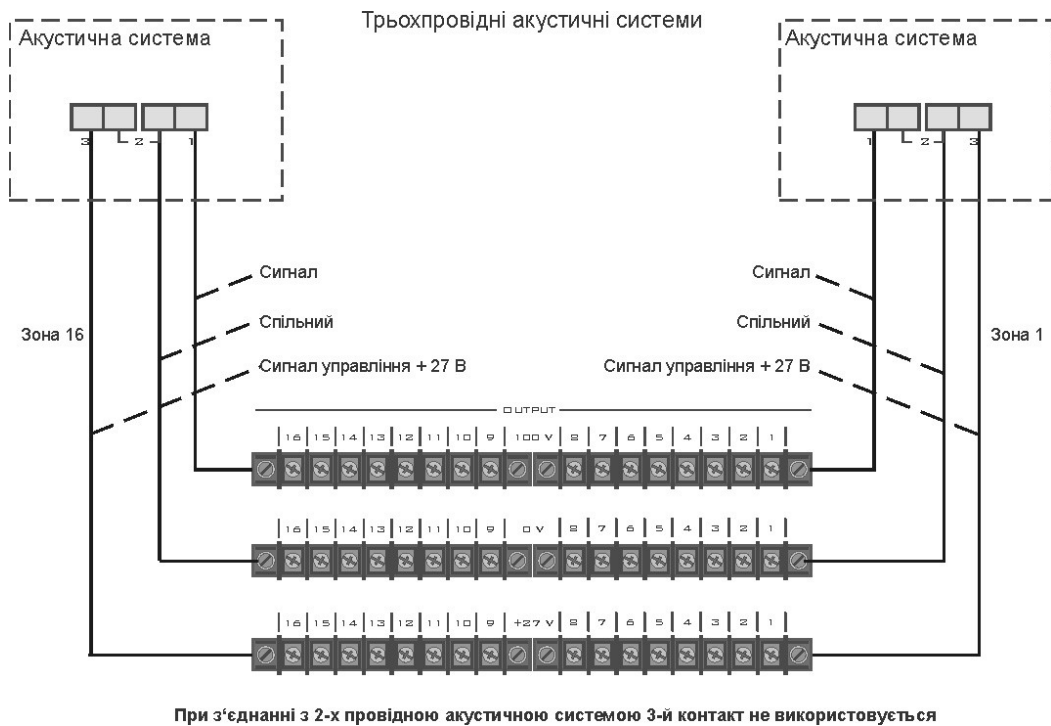 Трьохпровідні акустичні системи
Акустична система
Акустична система
3 2 1
1 2 3
Сигнал
Сигнал
Зона 16
Спільний
Спільний
Зона 1
Сигнал управління + 27 В
Сигнал управління + 27 В
OUTPUT
16 15 14 13 12 11 10 9 100 V 8 7 6 5 4 3 2 1
16 15 14 13 12 11 10 9 0 V 8 7 6 5 4 3 2 1
16 15 14 13 12 11 10 9 +27 V 8 7 6 5 4 3 2 1
При з‘єднанні з 2-х провідною акустичною системою 3-й контакт не використовується